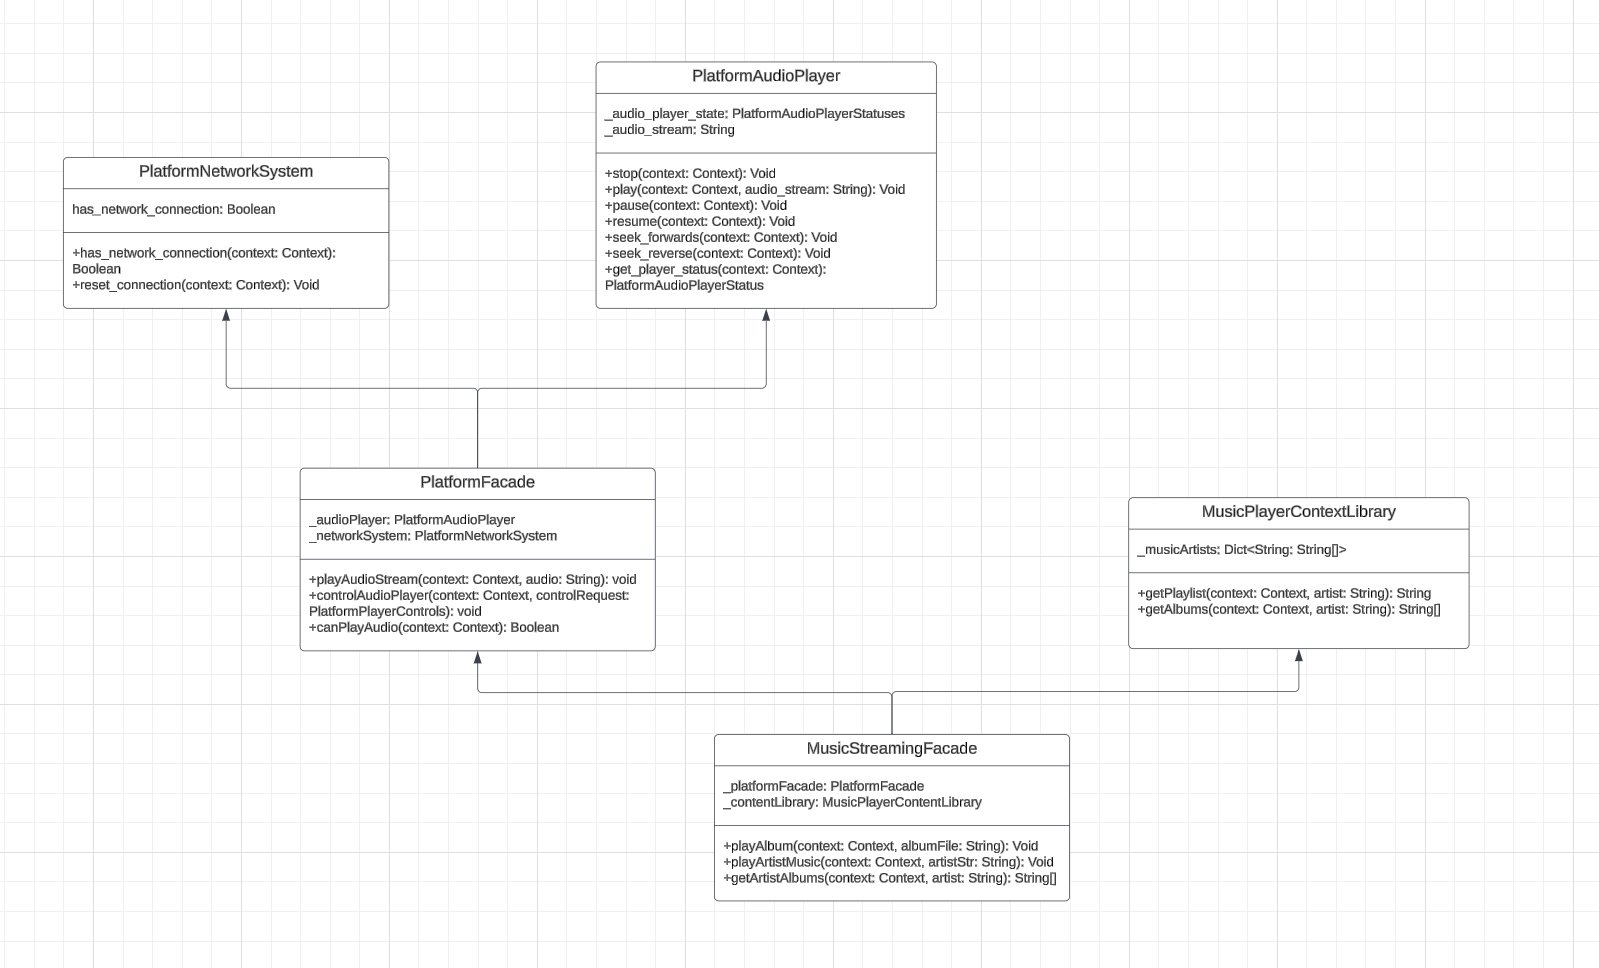 PlatformAudioPlayer
_audio_player_state: PlatformAudioPlayerStatuses
_audio_stream: String
+stop(context: Context): Void
+play(context: Context, audio_stream: String): Void
+pause(context: Context): Void
+resume(context: Context): Void
+seek_forwards(context: Context): Void
+seek_reverse(context: Context): Void
+get_player_status(context: Context):
PlatformAudioPlayerStatus
PlatformNetworkSystem
has_network_connection: Boolean
+has_network_connection(context: Context):
Boolean
+reset_connection(context: Context): Void
PlatformFacade
_audioPlayer: PlatformAudioPlayer
_networkSystem: PlatformNetworkSystem
+playAudioStream(context: Context, audio: String): void
+controlAudioPlayer(context: Context, controlRequest:
PlatformPlayerControls): void
+canPlayAudio(context: Context): Boolean
MusicPlayerContextLibrary
_musicArtists: Dict<String: String[]>
+getPlaylist(context: Context, artist: String): String
+getAlbums(context: Context, artist: String): String[]
MusicStreamingFacade
_platformFacade: PlatformFacade
_contentLibrary: MusicPlayerContentLibrary
+playAlbum(context: Context, albumFile: String): Void
+playArtistMusic(context: Context, artistStr: String): Void
+getArtistAlbums(context: Context, artist: String): String[]